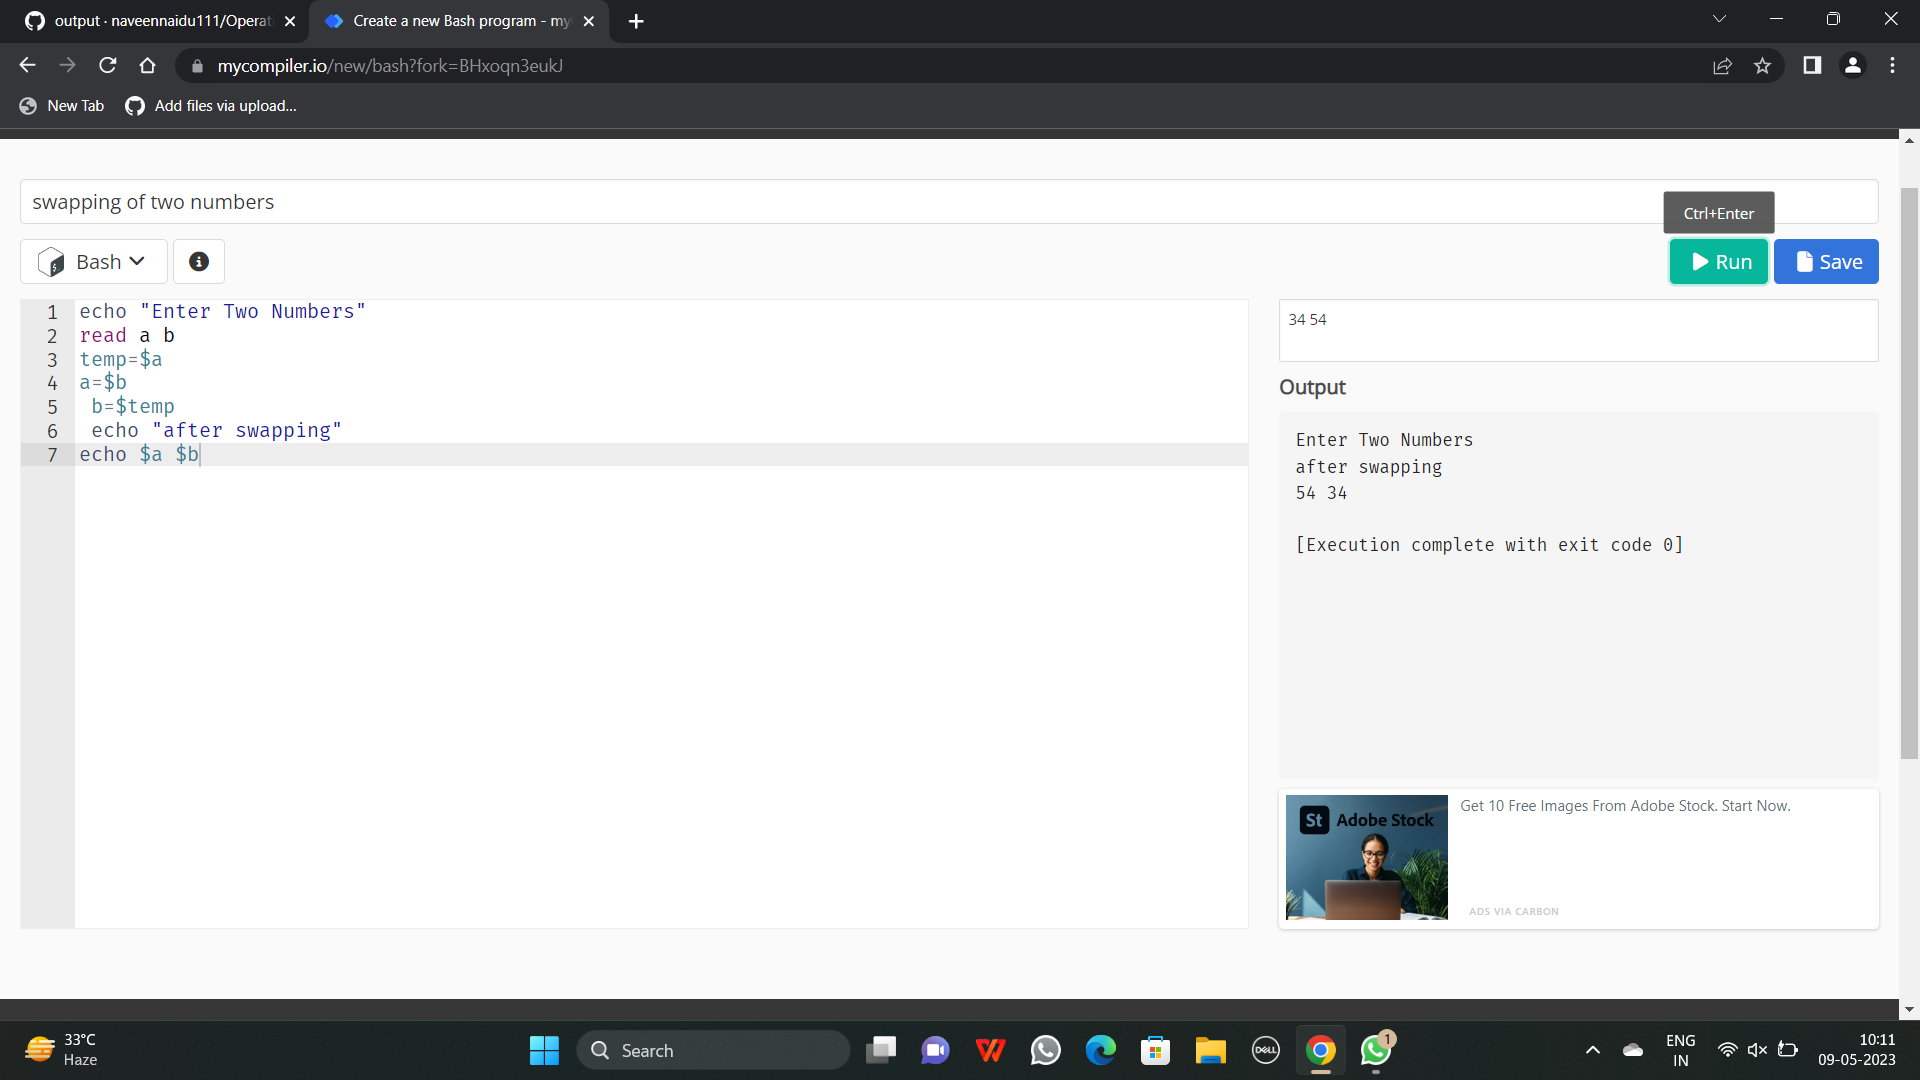 output · naveennaidu111/Operat
Create a new Bash program - my
mycompiler.io/new/bash?fork=BHxoqn3eukJ
New Tab
Add files via upload...
swapping of two numbers
Ctrl+Enter
Bash
Run
Save
1 echo "Enter Two Numbers"
2 read a b
3 temp=$a
4 a=$b
5  b=$temp
6  echo "after swapping"
7 echo $a $b
34 54
Output
Enter Two Numbers
after swapping
54 34
[Execution complete with exit code 0]
St Adobe Stock
Get 10 Free Images From Adobe Stock. Start Now.
ADS VIA CARBON
33°C
Haze
Search
DELL
1
ENG
IN
10:11
09-05-2023